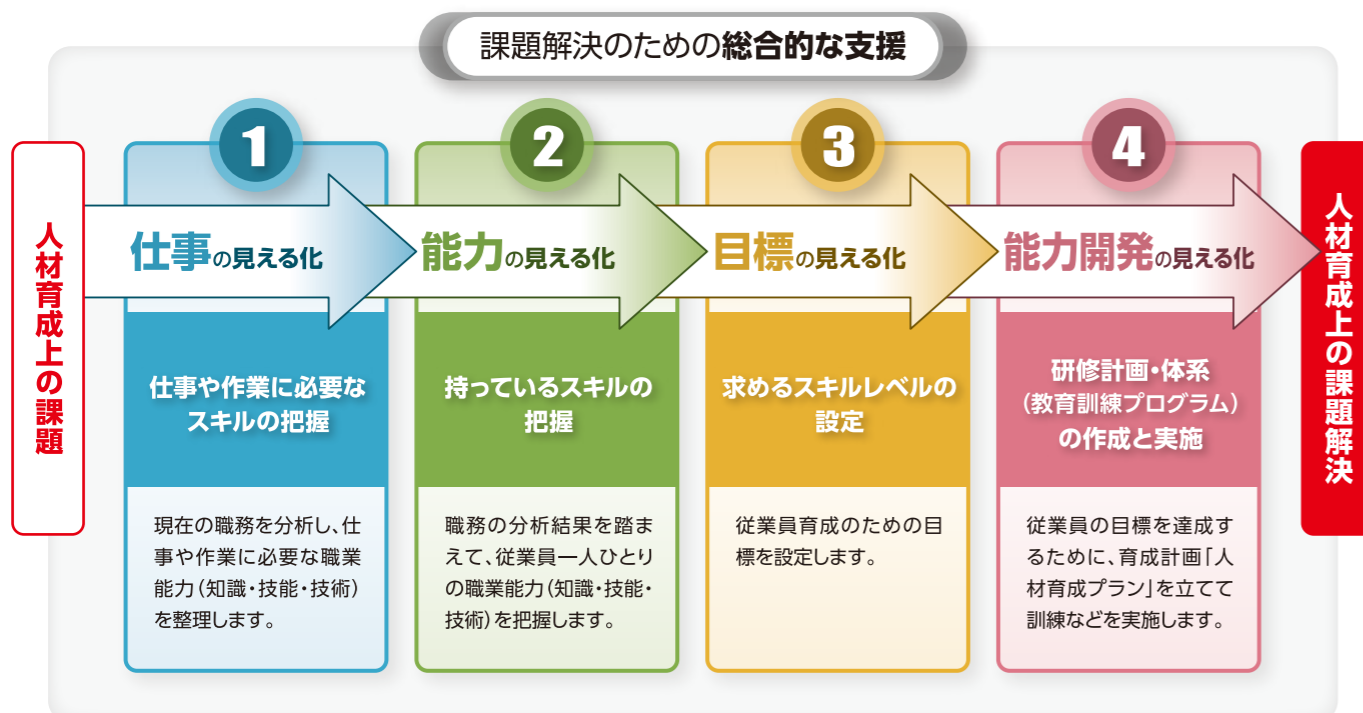 課題解決のための総合的な支援
人材育成上の課題
1
仕事の見える化
仕事や作業に必要な
スキルの把握
現在の職務を分析し、仕
事や作業に必要な職業
能力（知識・技能・技術）
を整理します。
2
能力の見える化
持っているスキルの
把握
職務の分析結果を踏ま
えて、従業員一人ひとり
の職業能力（知識・技能・
技術）を把握します。
3
目標の見える化
求めるスキルレベルの
設定
従業員育成のための目
標を設定します。
4
能力開発の見える化
研修計画・体系
（教育訓練プログラム）
の作成と実施
従業員の目標を達成す
るために、育成計画「人
材育成プラン」を立てて
訓練などを実施します。
人材育成上の課題解決